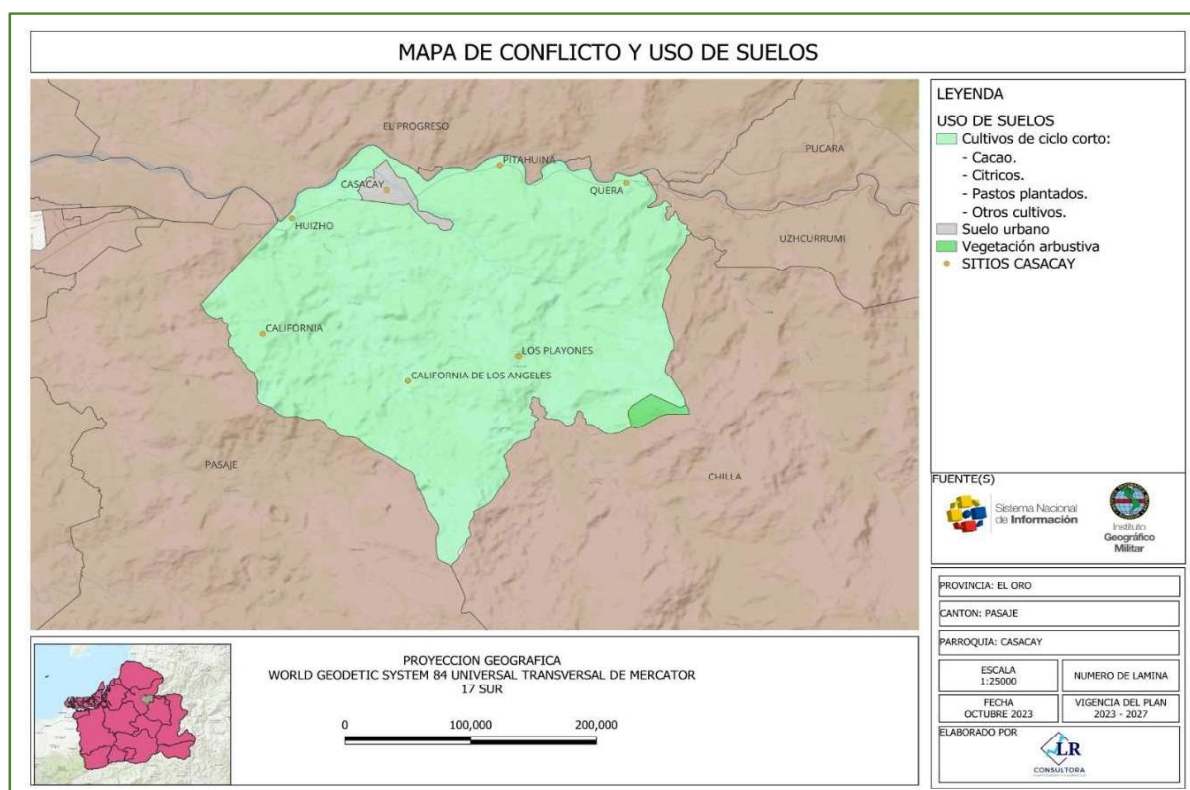 MAPA DE CONFLICTO Y USO DE SUELOS
EL PROGRESO
PITAHUINA
PUCARA
CASACAY
QUERA
HUIZHO
UZHCURRUMI
CALIFORNIA
LOS PLAYONES
CALIFORNIA DE LOS ANGELES
PASAJE
CHILLA
LEYENDA
USO DE SUELOS
Cultivos de ciclo corto:
- Cacao.
- Citricos.
- Pastos plantados.
- Otros cultivos.
Suelo urbano
Vegetación arbustiva
SITIOS CASACAY
FUENTE(S)
Sistema Nacional
de Información
Instituto
Geográfico
Militar
PROVINCIA: EL ORO
CANTON: PASAJE
PARROQUIA: CASACAY
ESCALA
1:25000
NUMERO DE LAMINA
FECHA
OCTUBRE 2023
VIGENCIA DEL PLAN
2023 - 2027
ELABORADO POR
LR
CONSULTORA
PROYECCION GEOGRAFICA
WORLD GEODETIC SYSTEM 84 UNIVERSAL TRANSVERSAL DE MERCATOR
17 SUR
0 100,000 200,000